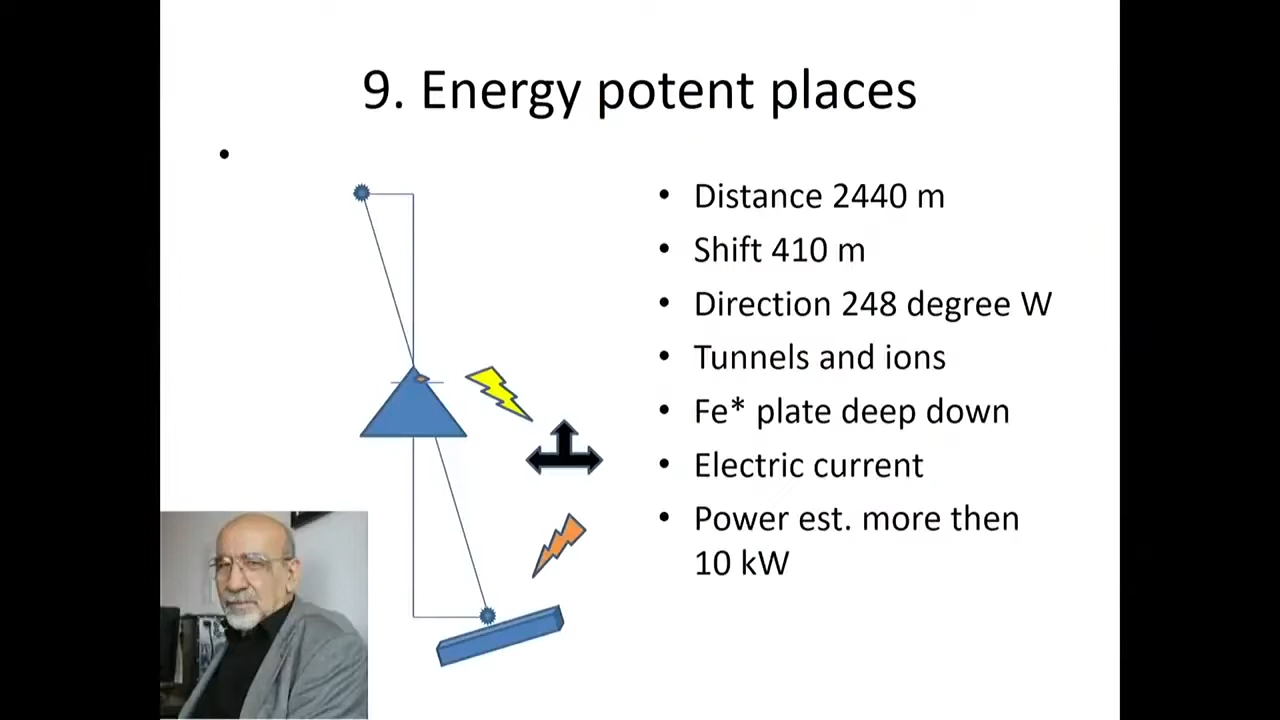 9. Energy potent places
•
• Distance 2440 m
• Shift 410 m
• Direction 248 degree W
• Tunnels and ions
• Fe* plate deep down
• Electric current
• Power est. more then
10 kW